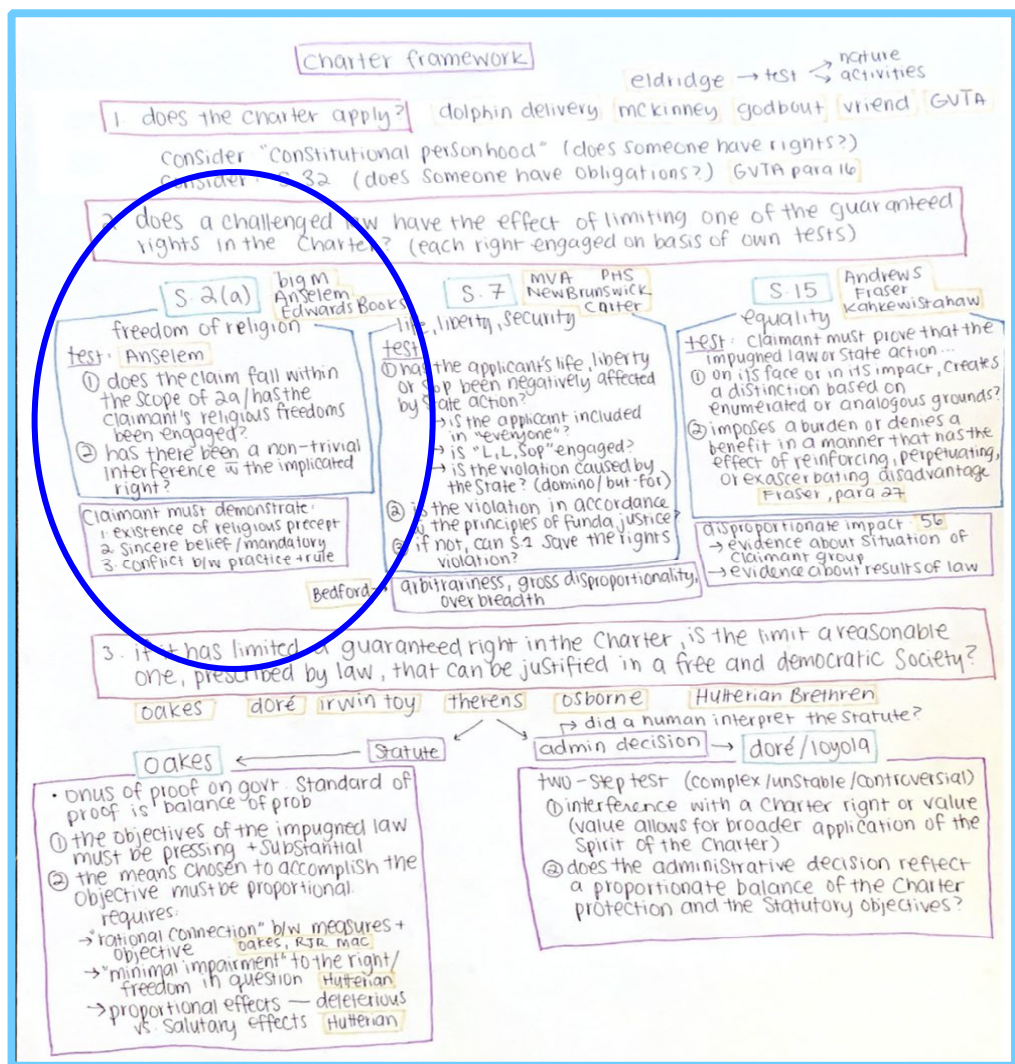 charter framework
eldridge → test nature
activities
1. does the charter apply? dolphin delivery mckinney godbout vriend GVTA
consider "constitutional personhood" (does someone have rights?)
consider S.32 (does someone have obligations?) GVTA para 16
2. does a challenged law have the effect of limiting one of the guaranteed
rights in the Charter? (each right engaged on basis of own tests)
S. 2(a) big M
Anselem
Edwards Books
freedom of religion
test: Anselem
① does the claim fall within
the scope of 2a/has the
claimant's religious freedoms
been engaged?
② has there been a non-trivial
interference w the implicated
right?
claimant must demonstrate:
1. existence of religious precept
2. sincere belief/mandatory
3. conflict b/w practice + rule
S. 7 MVA PHS
New Brunswick
Carter
life, liberty, security
test
① has the applicant's life, liberty
or Sop been negatively affected
by state action?
→ is the applicant included
in "everyone"?
→ is "L, L, Sop" engaged?
→ is the violation caused by
the State? (domino/but-for)
② is the violation in accordance
w the principles of funda justice?
③ if not, can S1 save the rights
violation?
Bedford → arbitrariness, gross disproportionality,
overbreadth
S. 15 Andrews
Fraser
Kahkewistahaw
equality
test: claimant must prove that the
impugned law or state action...
① on its face or in its impact, creates
a distinction based on
enumerated or analogous grounds?
② imposes a burden or denies a
benefit in a manner that has the
effect of reinforcing, perpetuating,
or exascerbating disadvantage
Fraser, para 27
disproportionate impact: 56
→ evidence about situation of
claimant group
→ evidence about results of law
3. if it has limited a guaranteed right in the Charter, is the limit a reasonable
one, prescribed by law, that can be justified in a free and democratic society?
oakes doré irwin toy therens osborne Hutterian Brethren
↱ did a human interpret the statute?
oakes ← statute
admin decision → doré/loyola
• onus of proof on govt. Standard of
proof is balance of prob
① the objectives of the impugned law
must be pressing + substantial
② the means chosen to accomplish the
objective must be proportional.
requires:
→ "rational connection" b/w measures +
objective oakes, RJR mac
→ "minimal impairment" to the right/
freedom in question Hutterian
→ proportional effects — deleterious
vs. salutary effects Hutterian
two-step test (complex/unstable/controversial)
① interference with a charter right or value
(value allows for broader application of the
spirit of the charter)
② does the administrative decision reflect
a proportionate balance of the Charter
protection and the statutory objectives?